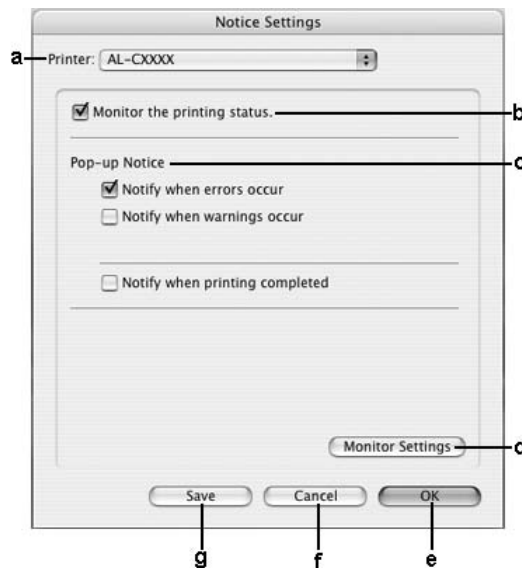 Notice Settings
a Printer: AL-CXXXX
Monitor the printing status. b
Pop-up Notice c
Notify when errors occur
Notify when warnings occur
Notify when printing completed
Monitor Settings d
Save Cancel OK
g f e